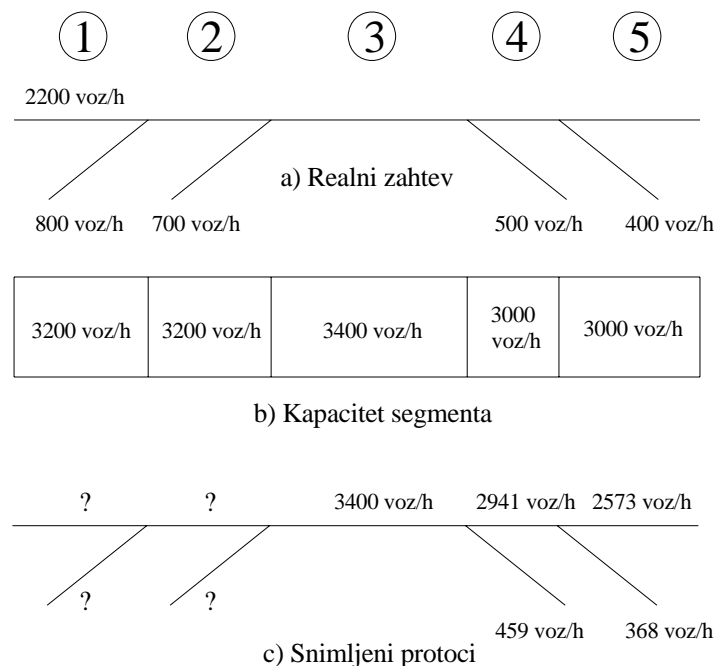 1 2 3 4 5
2200 voz/h
a) Realni zahtev
800 voz/h 700 voz/h 500 voz/h 400 voz/h
3200 voz/h 3200 voz/h 3400 voz/h 3000 voz/h 3000 voz/h
b) Kapacitet segmenta
? ? 3400 voz/h 2941 voz/h 2573 voz/h
? ? 459 voz/h 368 voz/h
c) Snimljeni protoci